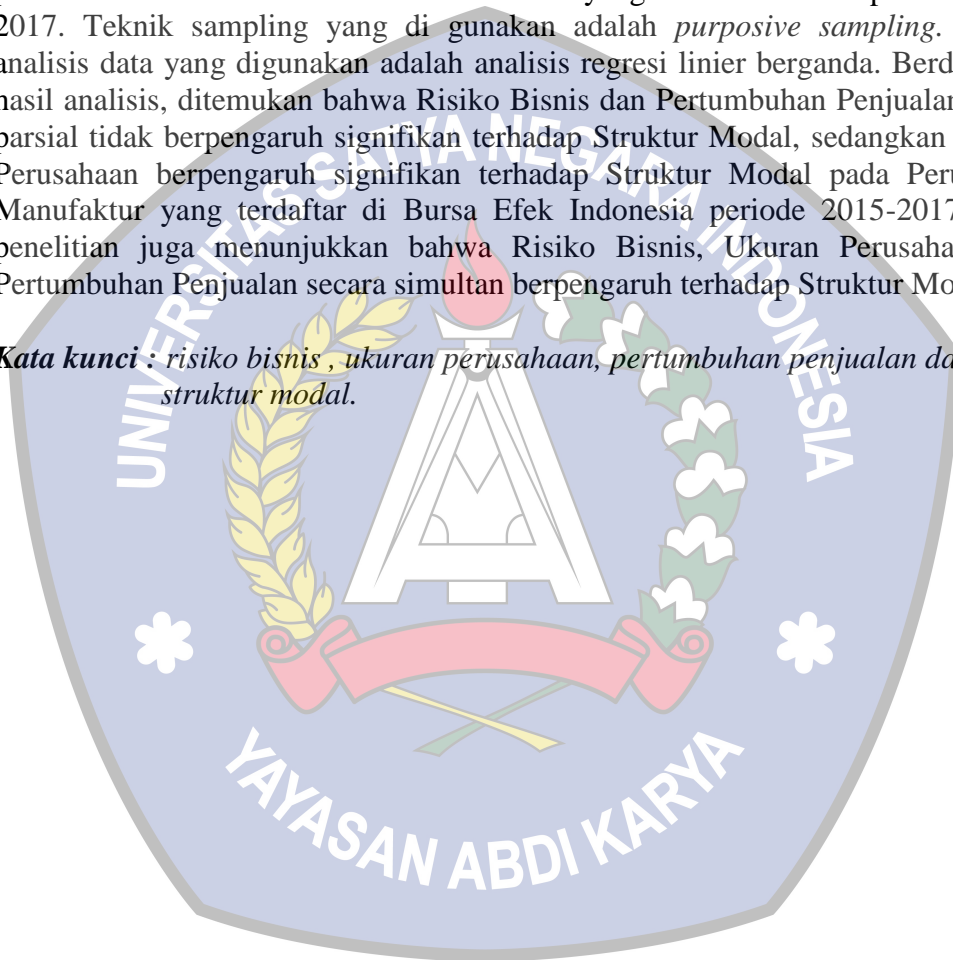 2017. Teknik sampling yang di gunakan adalah purposive sampling.
analisis data yang digunakan adalah analisis regresi linier berganda. Berd
hasil analisis, ditemukan bahwa Risiko Bisnis dan Pertumbuhan Penjualan
parsial tidak berpengaruh signifikan terhadap Struktur Modal, sedangkan
Perusahaan berpengaruh signifikan terhadap Struktur Modal pada Peru
Manufaktur yang terdaftar di Bursa Efek Indonesia periode 2015-2017
penelitian juga menunjukkan bahwa Risiko Bisnis, Ukuran Perusaha
Pertumbuhan Penjualan secara simultan berpengaruh terhadap Struktur Mo
Kata kunci : risiko bisnis , ukuran perusahaan, pertumbuhan penjualan da
struktur modal.
UNIVERSITAS SATYA NEGARA INDONESIA
YAYASAN ABDI KARYA